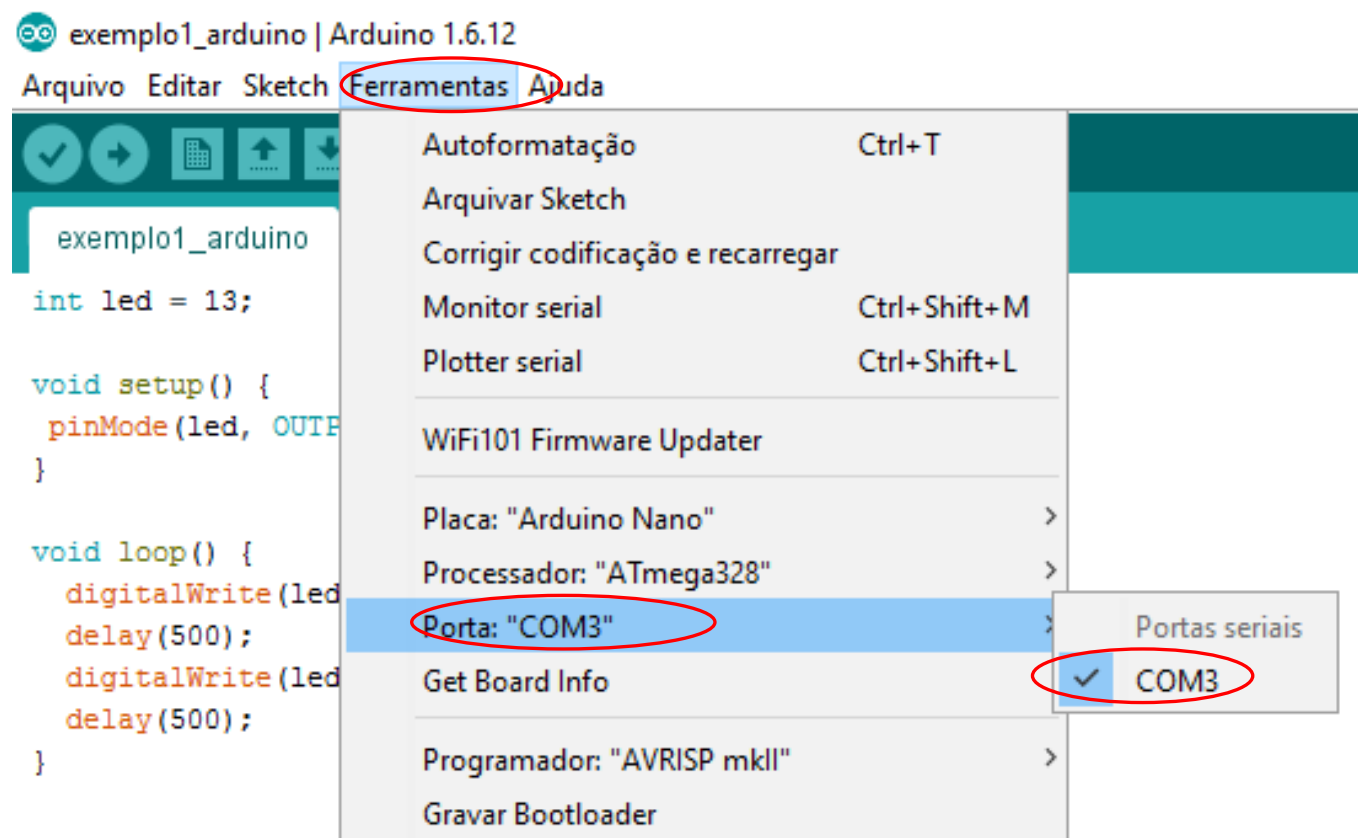 exemplo1_arduino | Arduino 1.6.12
Arquivo Editar Sketch Ferramentas Ajuda
exemplo1_arduino
int led = 13;
void setup() {
pinMode(led, OUTP
}
void loop() {
digitalWrite(led
delay(500);
digitalWrite(led
delay(500);
}
Autoformatação Ctrl+T
Arquivar Sketch
Corrigir codificação e recarregar
Monitor serial Ctrl+Shift+M
Plotter serial Ctrl+Shift+L
WiFi101 Firmware Updater
Placa: "Arduino Nano"
Processador: "ATmega328"
Porta: "COM3"
Get Board Info
Programador: "AVRISP mkII"
Gravar Bootloader
Portas seriais
COM3